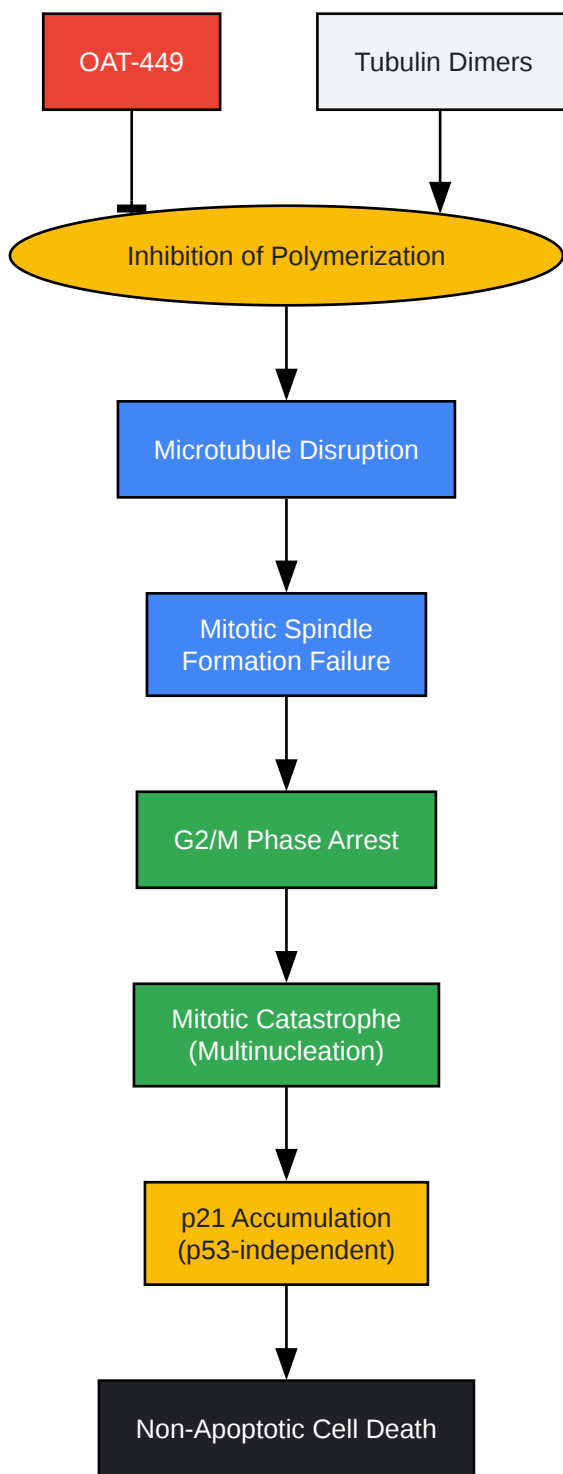 OAT-449
Tubulin Dimers
Inhibition of Polymerization
Microtubule Disruption
Mitotic Spindle
Formation Failure
G2/M Phase Arrest
Mitotic Catastrophe
(Multinucleation)
p21 Accumulation
(p53-independent)
Non-Apoptotic Cell Death